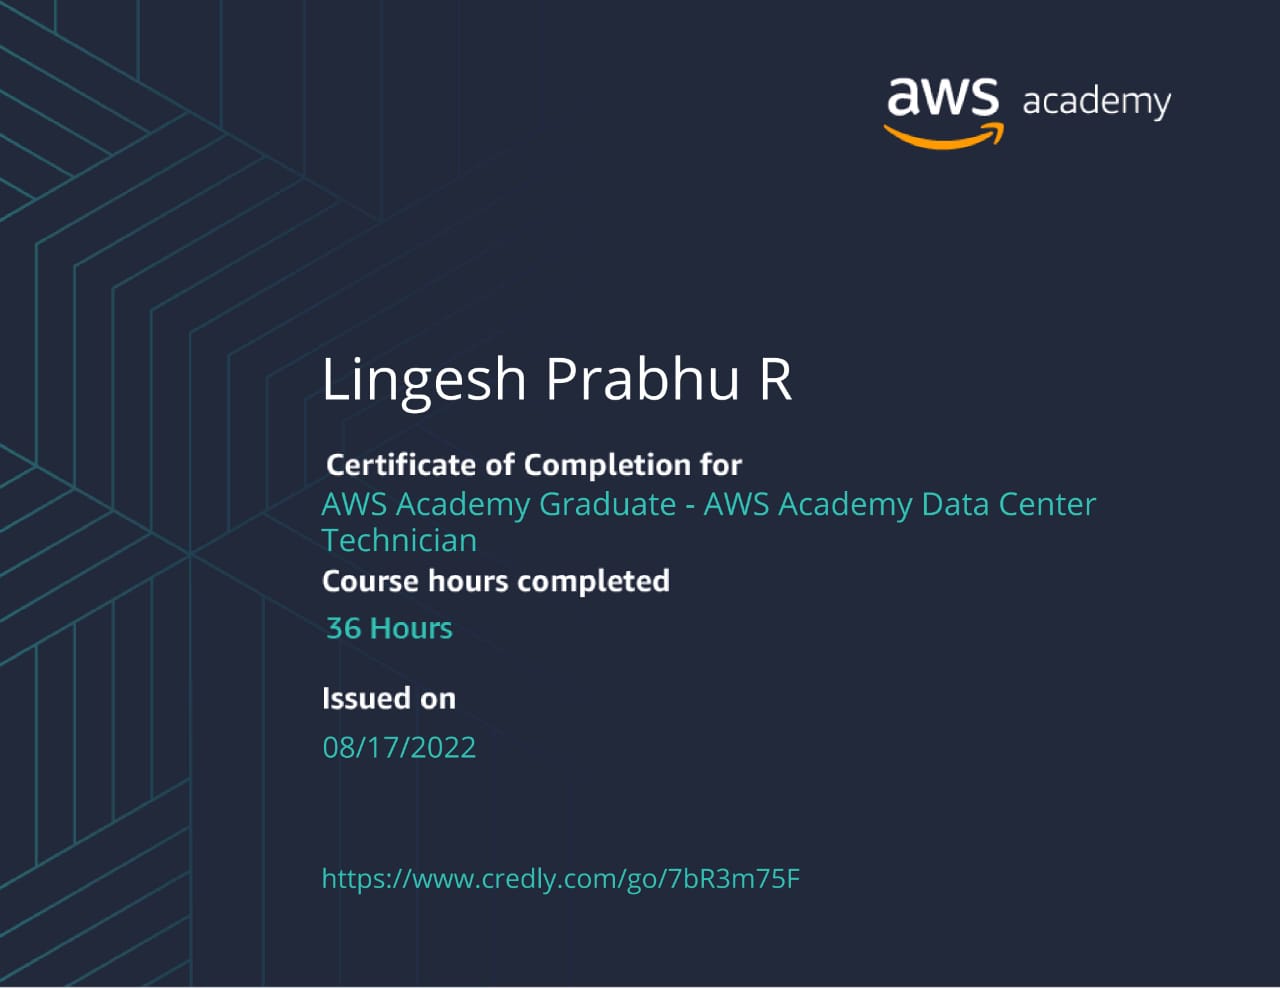 aws academy
Lingesh Prabhu R
Certificate of Completion for
AWS Academy Graduate - AWS Academy Data Center
Technician
Course hours completed
36 Hours
Issued on
08/17/2022
https://www.credly.com/go/7bR3m75F